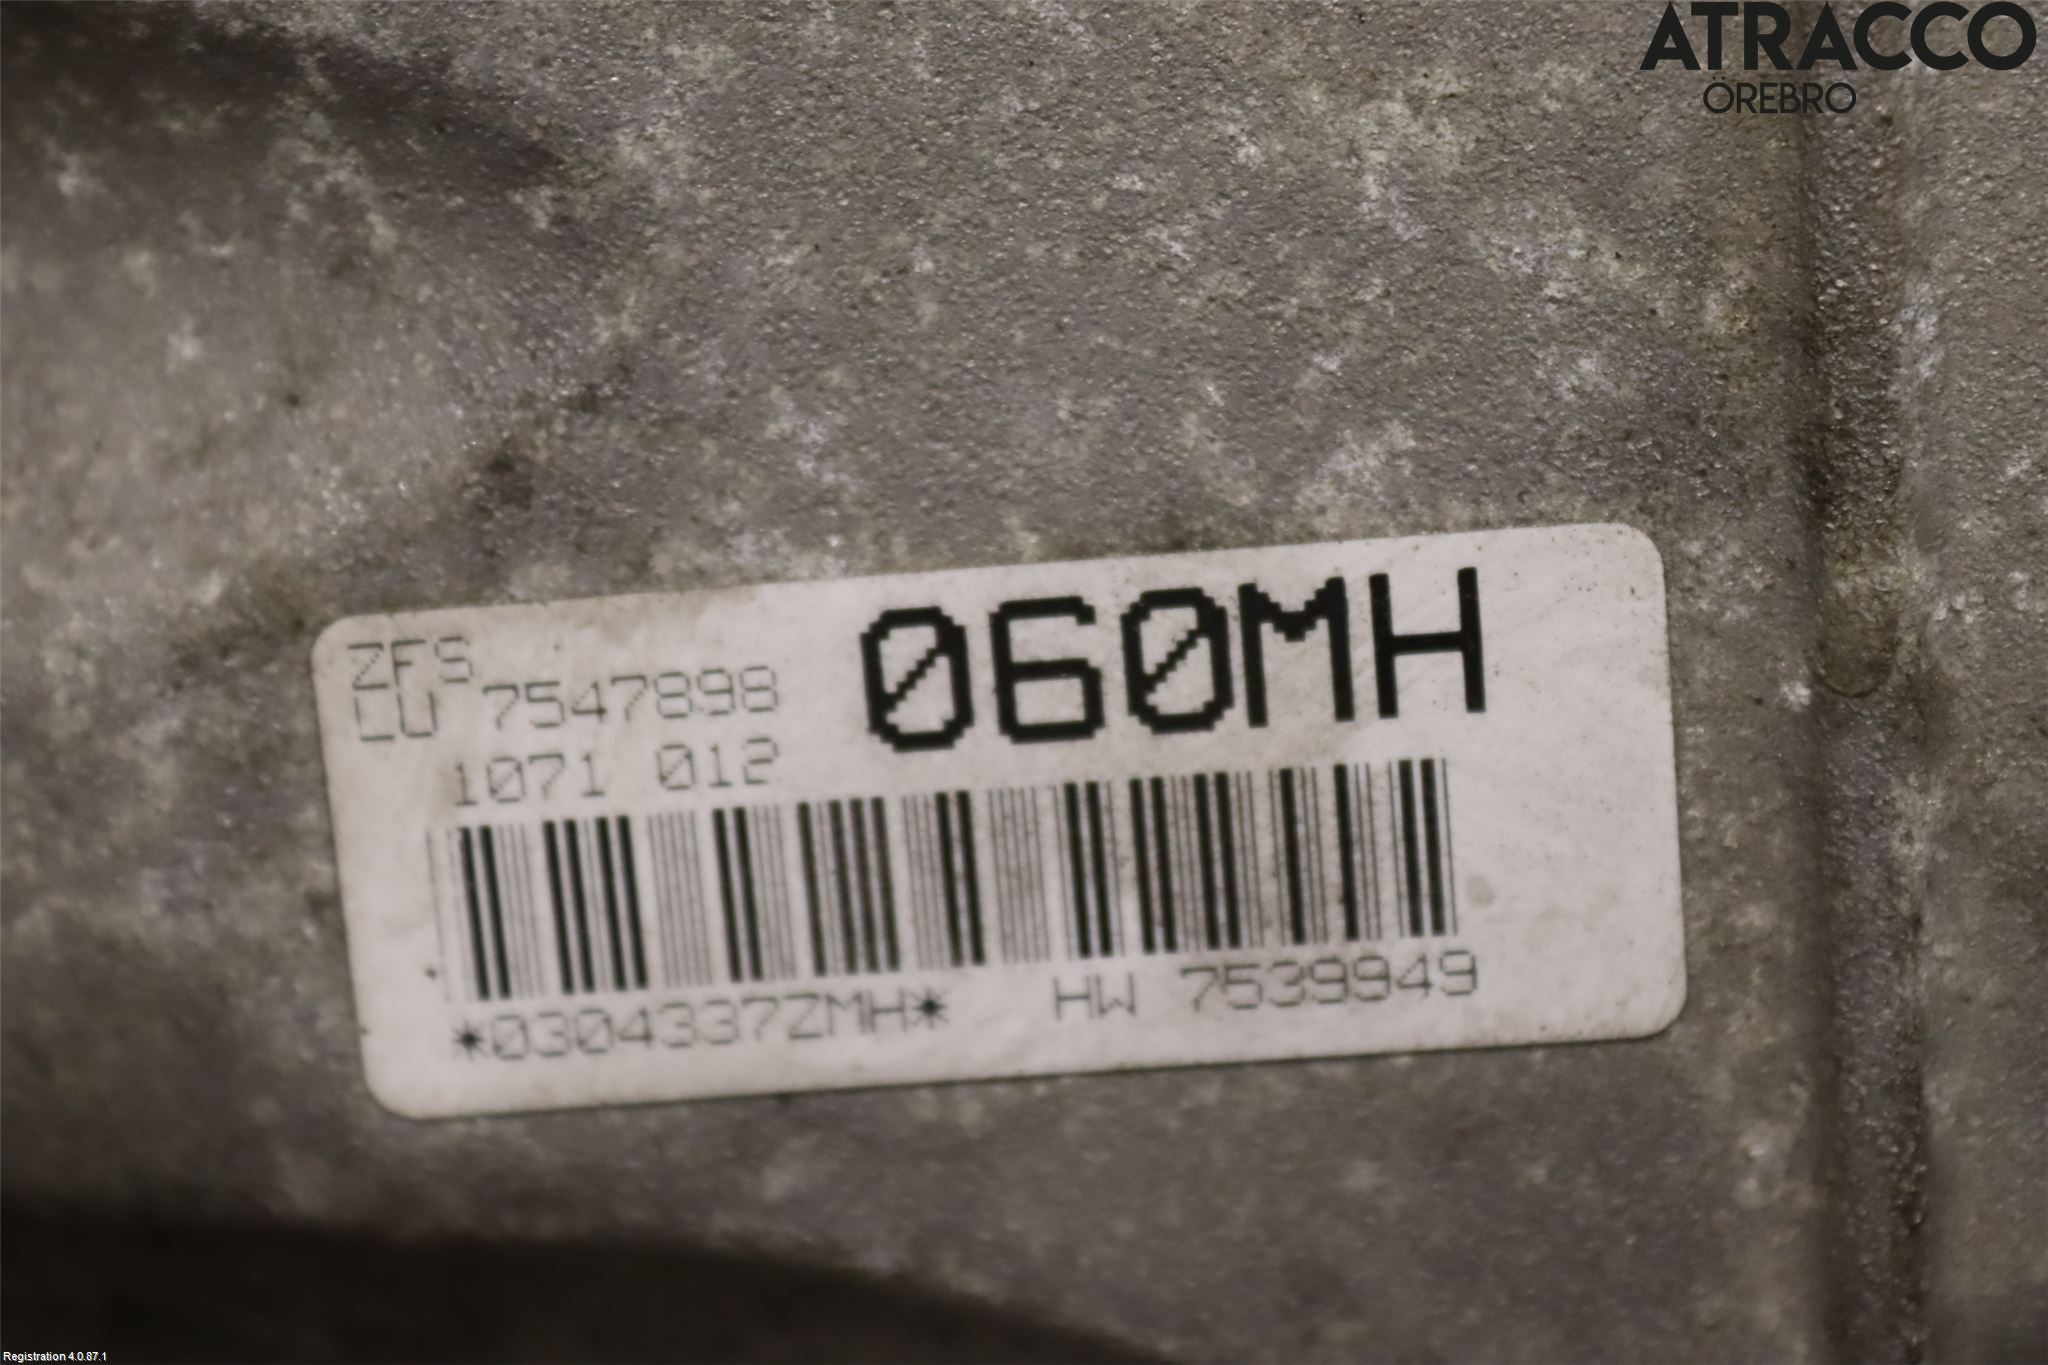 ATRACCO
ÖREBRO
ZFS
LU 7547898
060MH
1071 012
*0304337ZMH* HW 7539949
Registration 4.0.87.1